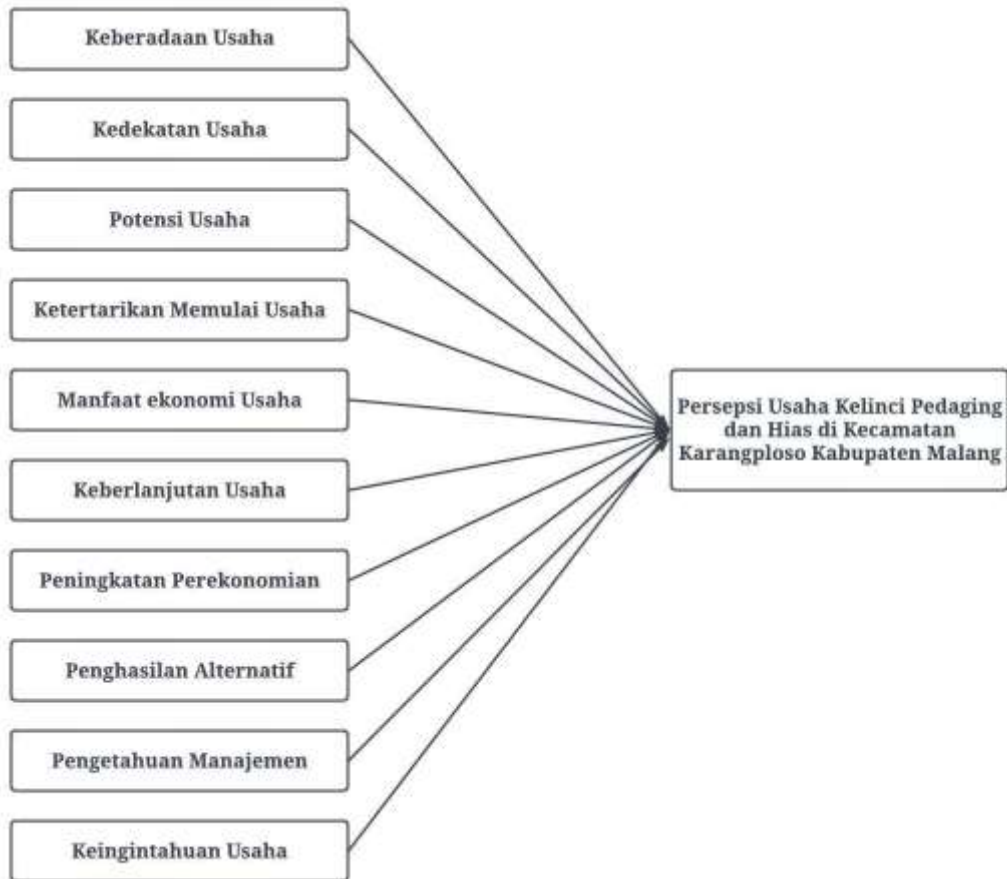 Keberadaan Usaha
Kedekatan Usaha
Potensi Usaha
Ketertarikan Memulai Usaha
Manfaat ekonomi Usaha
Keberlanjutan Usaha
Peningkatan Perekonomian
Penghasilan Alternatif
Pengetahuan Manajemen
Keingintahuan Usaha
Persepsi Usaha Kelinci Pedaging
dan Hias di Kecamatan
Karangploso Kabupaten Malang